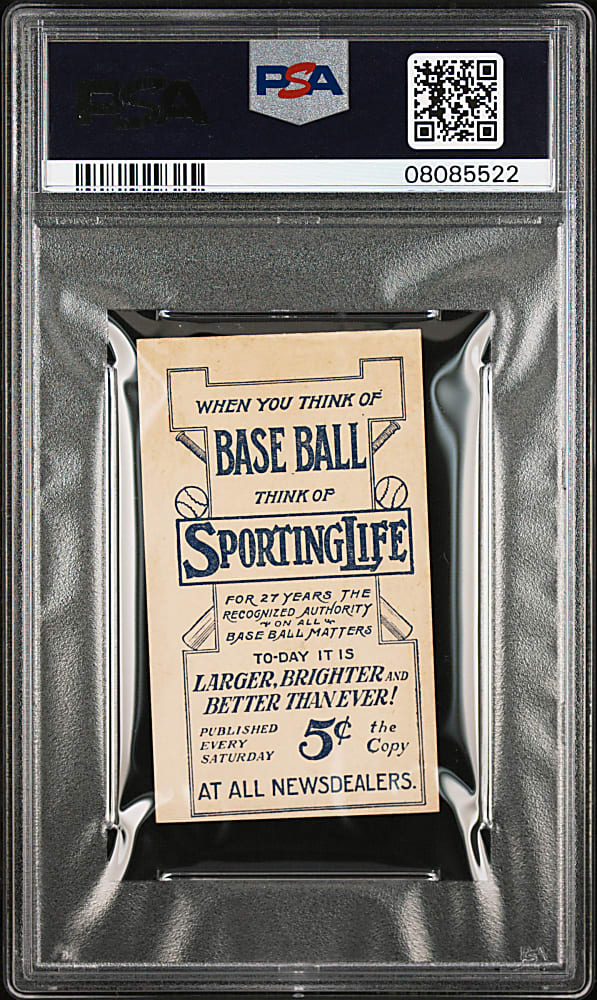 PSA
PSA
08085522
WHEN YOU THINK OF
BASE BALL
THINK OF
SPORTING LIFE
FOR 27 YEARS THE
RECOGNIZED AUTHORITY
ON ALL
BASE BALL MATTERS
TO-DAY IT IS
LARGER, BRIGHTER AND
BETTER THAN EVER!
PUBLISHED
EVERY
SATURDAY
5¢
the
Copy
AT ALL NEWSDEALERS.
PSA